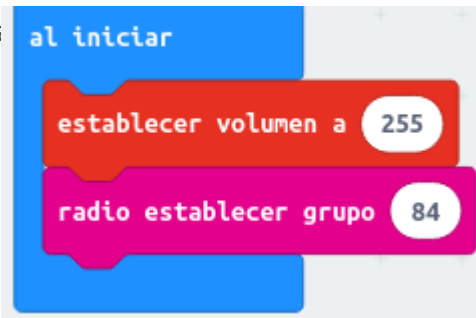 al iniciar
establecer volumen a 255
radio establecer grupo 84